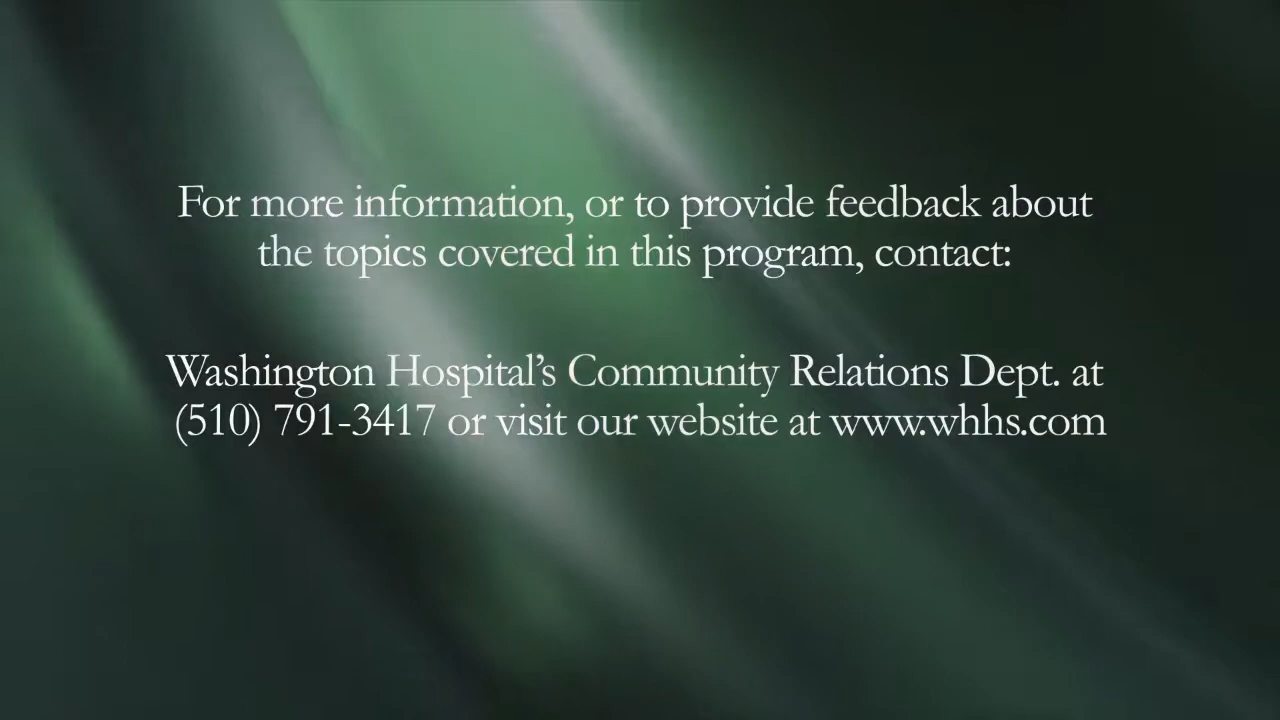 For more information, or to provide feedback about
the topics covered in this program, contact:
Washington Hospital’s Community Relations Dept. at
(510) 791-3417 or visit our website at www.whhs.com